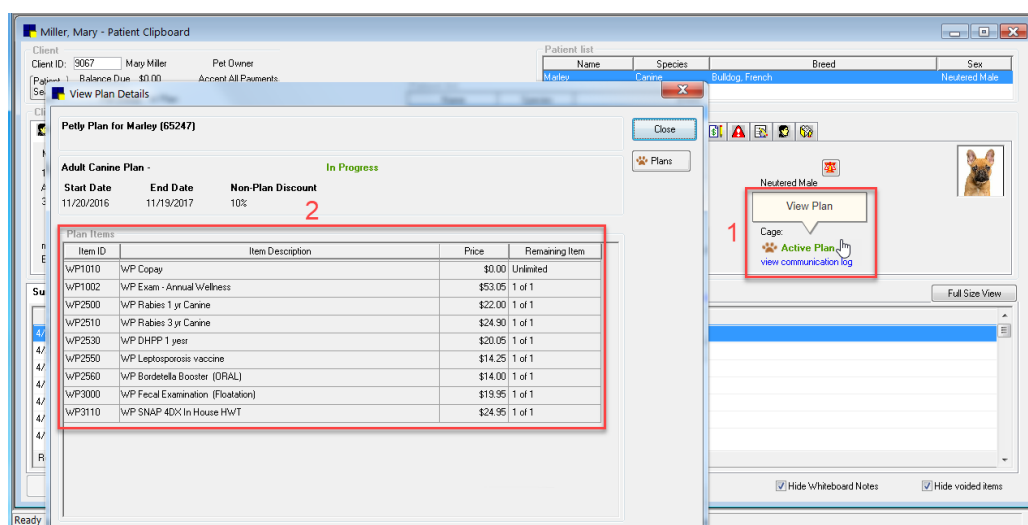 Miller, Mary - Patient Clipboard
Client
Client ID: 9067 Mary Miller Pet Owner
Balance Due $0.00 Accept All Payments
Patient list
Name Species Breed Sex
Marley Canine Bulldog, French Neutered Male
View Plan Details
Petly Plan for Marley (65247)
Close
Plans
Adult Canine Plan - In Progress
Start Date End Date Non-Plan Discount
11/20/2016 11/19/2017 10%
2
Plan Items
Item ID Item Description Price Remaining Item
WP1010 WP Copay $0.00 Unlimited
WP1002 WP Exam - Annual Wellness $53.05 1 of 1
WP2500 WP Rabies 1 yr Canine $22.00 1 of 1
WP2510 WP Rabies 3 yr Canine $24.90 1 of 1
WP2530 WP DHPP 1 yesr $20.05 1 of 1
WP2550 WP Leptosporosis vaccine $14.25 1 of 1
WP2560 WP Bordetella Booster (ORAL) $14.00 1 of 1
WP3000 WP Fecal Examination (Floatation) $19.95 1 of 1
WP3110 WP SNAP 4DX In House HWT $24.95 1 of 1
Neutered Male
View Plan
1
Cage:
Active Plan
view communication log
Full Size View
Hide Whiteboard Notes Hide voided items
Ready